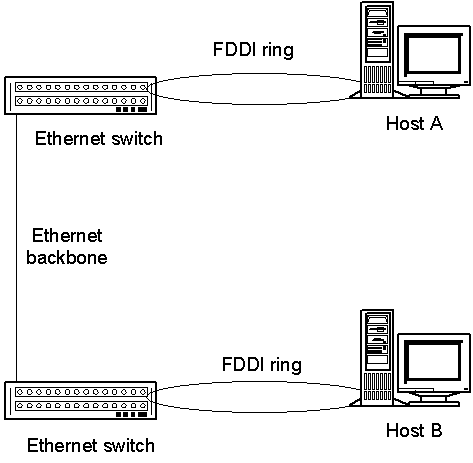 FDDI ring
Host A
Ethernet switch
Ethernet
backbone
FDDI ring
Host B
Ethernet switch